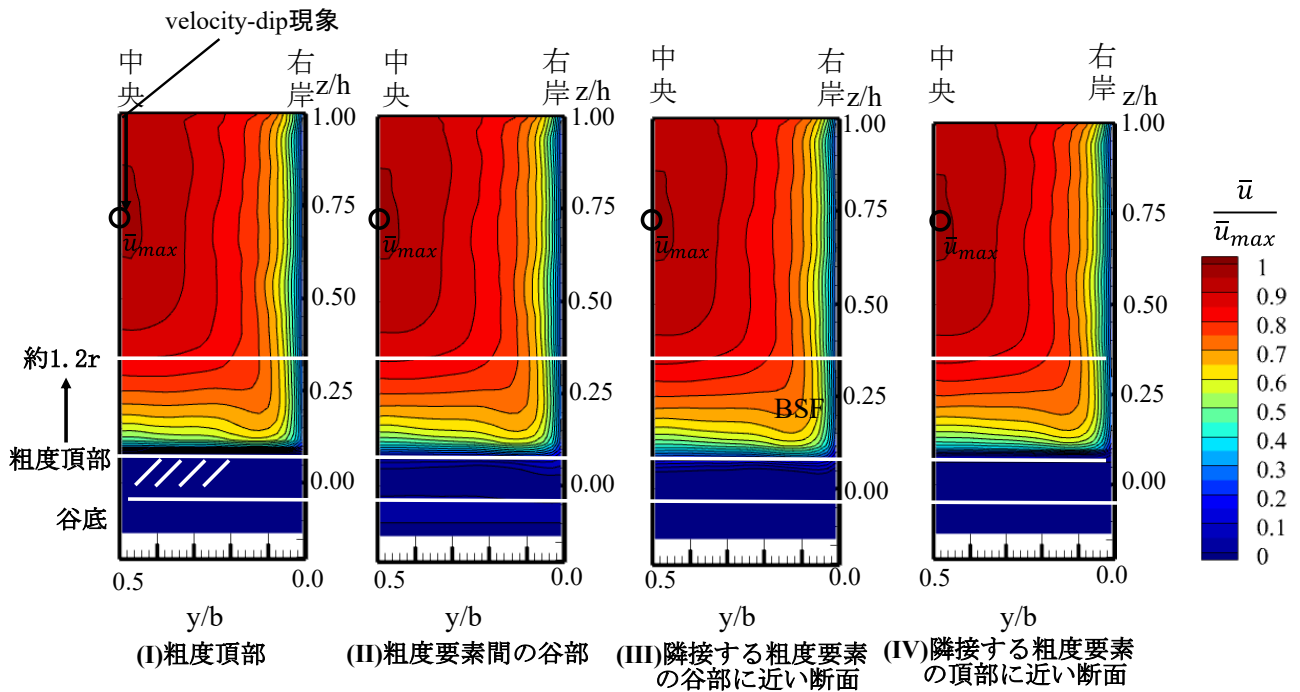 velocity-dip現象
中央
右岸
z/h
中央
右岸
z/h
中央
右岸
z/h
中央
右岸
z/h
1.00
0.75
0.50
0.25
0.00
1.00
0.75
0.50
0.25
0.00
1.00
0.75
0.50
0.25
0.00
1.00
0.75
0.50
0.25
0.00
u̅max
u̅max
u̅max
u̅max
BSF
約1.2r
粗度頂部
谷底
0.5
0.0
0.5
0.0
0.5
0.0
0.5
0.0
y/b
y/b
y/b
y/b
(I)粗度頂部
(II)粗度要素間の谷部
(III)隣接する粗度要素
の谷部に近い断面
(IV)隣接する粗度要素
の頂部に近い断面
u̅
u̅max
1
0.9
0.8
0.7
0.6
0.5
0.4
0.3
0.2
0.1
0